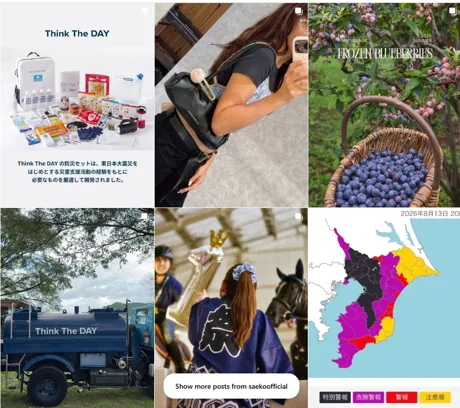 Think The DAY
Think The DAY の防災セットは、東日本大震災を
はじめとする災害支援活動の経験をもとに
必要なものを厳選して開発されました。
FROZEN BLUEBERRIES
Think The DAY
祭
Show more posts from saekoofficial
2026年8月13日 20
特別警報
危険警報
警報
注意報